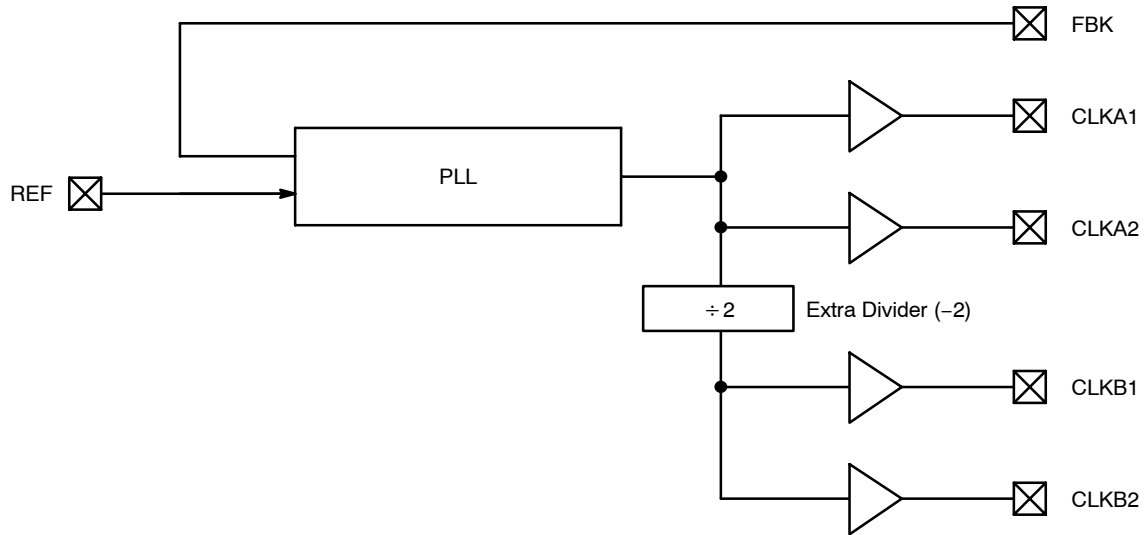 FBK
CLKA1
PLL
REF
CLKA2
÷2
Extra Divider (−2)
CLKB1
CLKB2